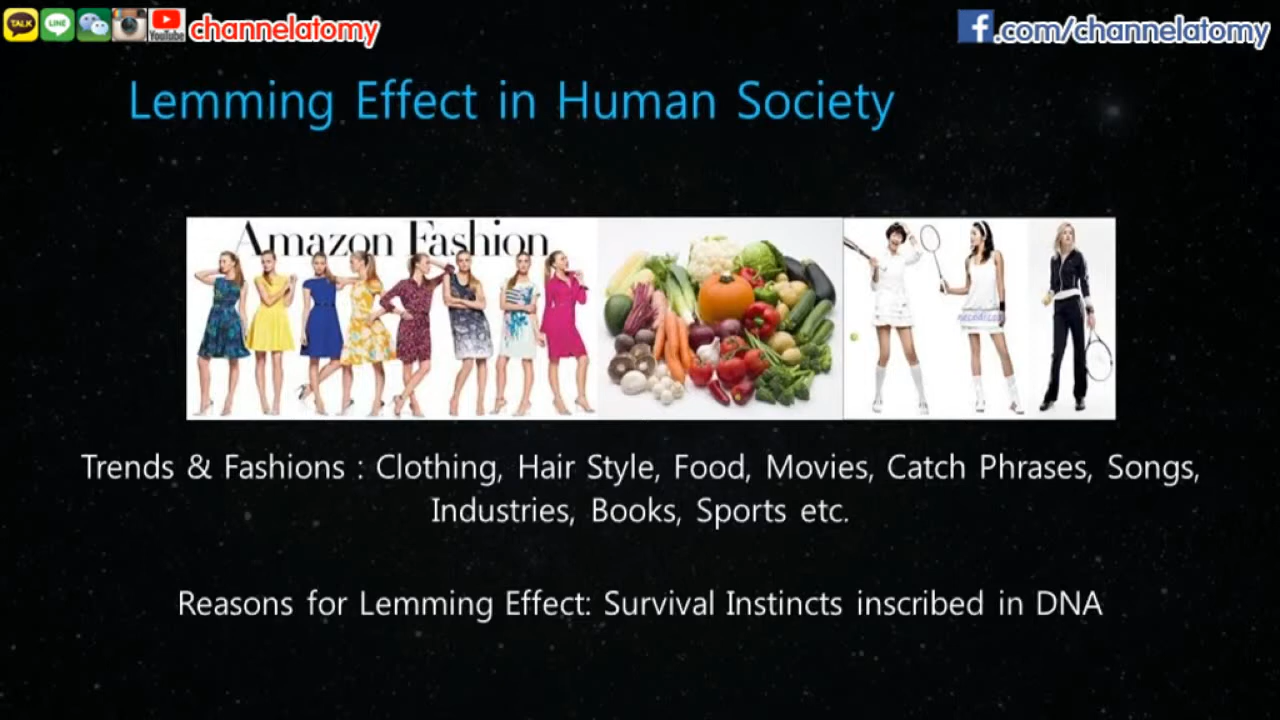 TALK LINE YouTube channelatomy
f.com/channelatomy
Lemming Effect in Human Society
Amazon Fashion
Trends & Fashions : Clothing, Hair Style, Food, Movies, Catch Phrases, Songs,
Industries, Books, Sports etc.
Reasons for Lemming Effect: Survival Instincts inscribed in DNA